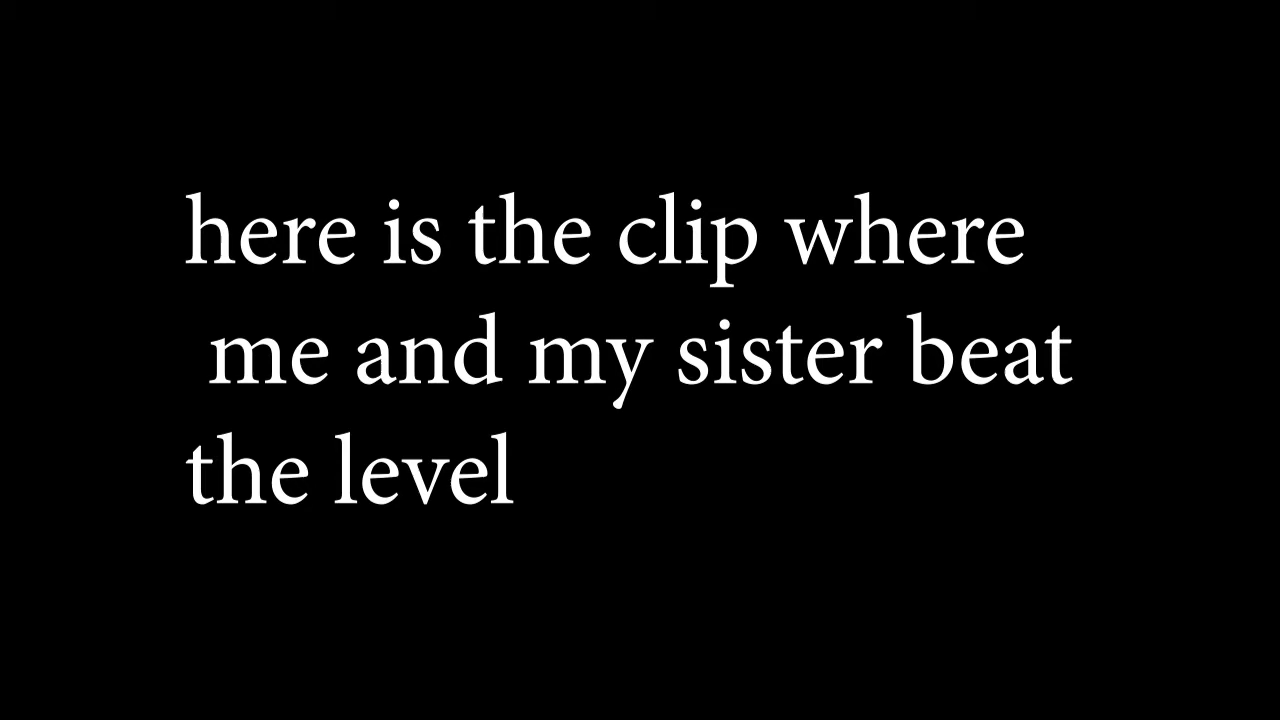 here is the clip where
me and my sister beat
the level